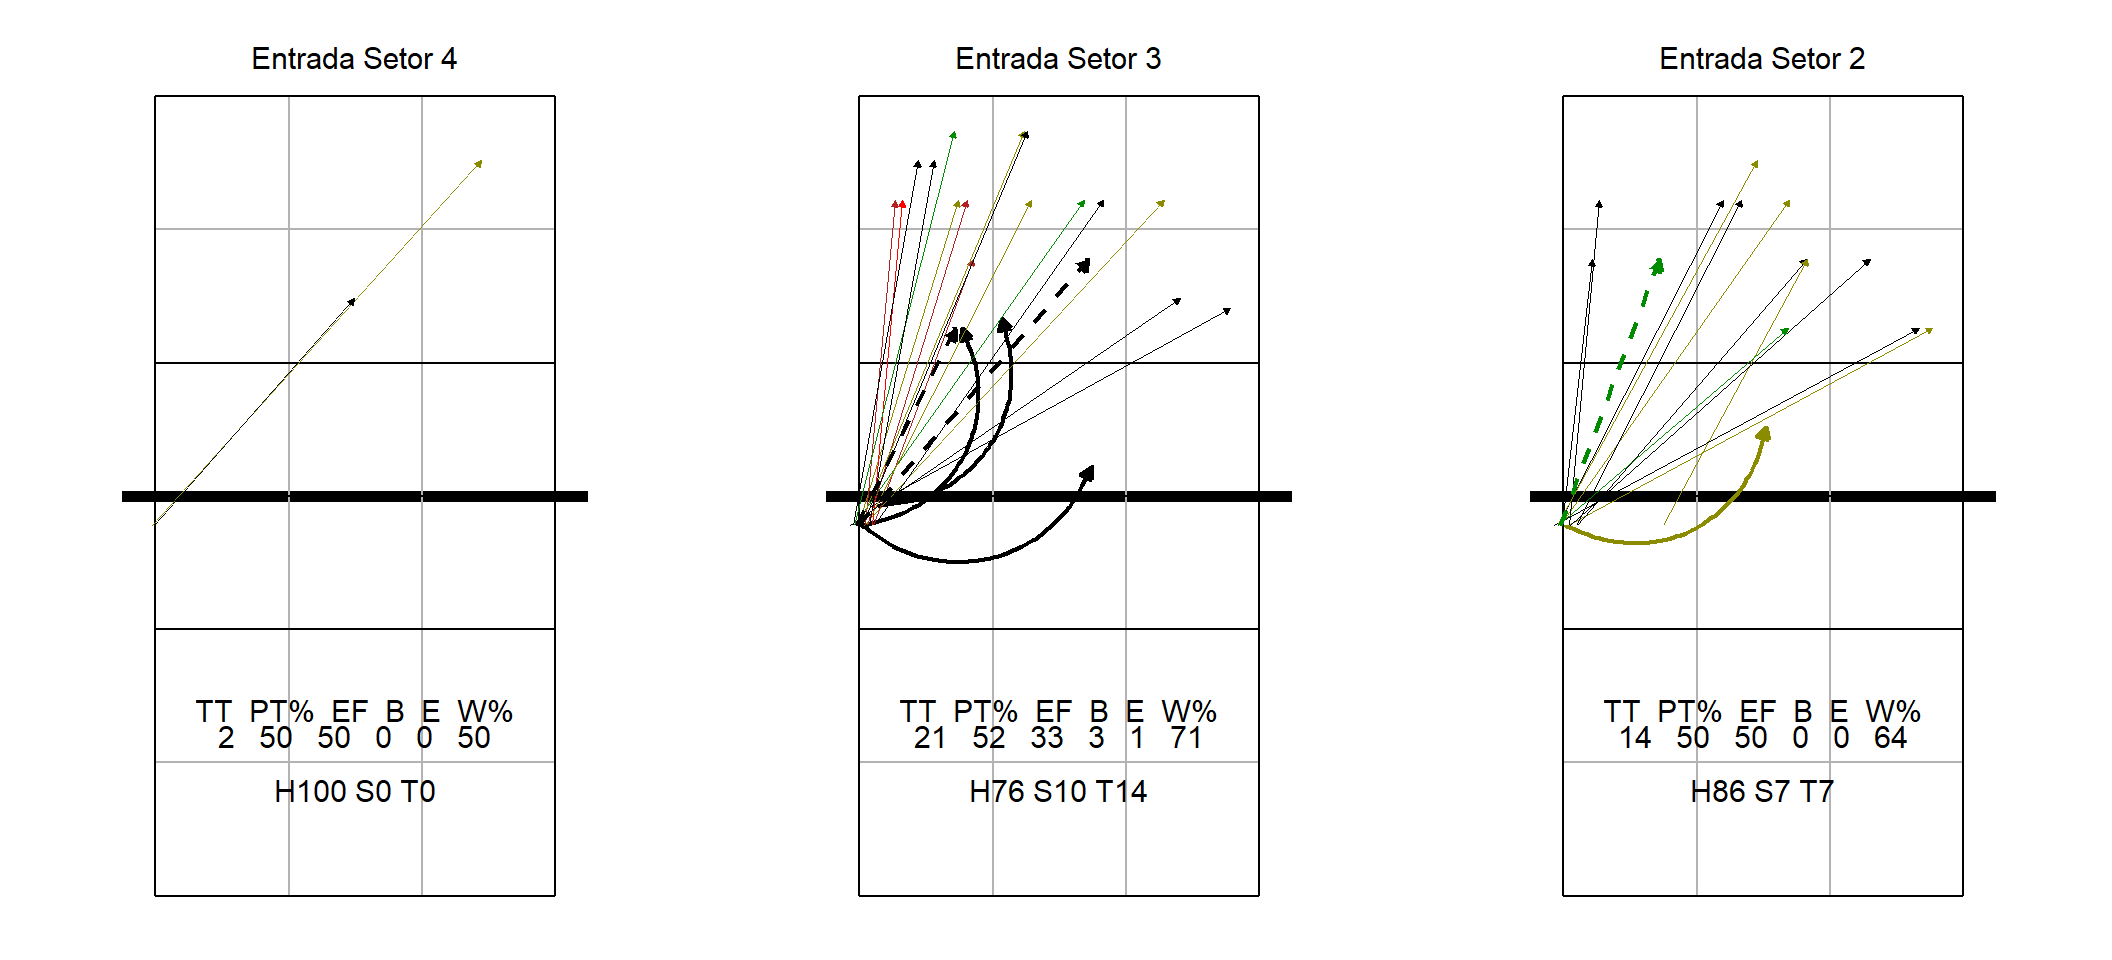 Entrada Setor 4
TT PT% EF B E W%
2 50 50 0 0 50
H100 S0 T0
Entrada Setor 3
TT PT% EF B E W%
21 52 33 3 1 71
H76 S10 T14
Entrada Setor 2
TT PT% EF B E W%
14 50 50 0 0 64
H86 S7 T7